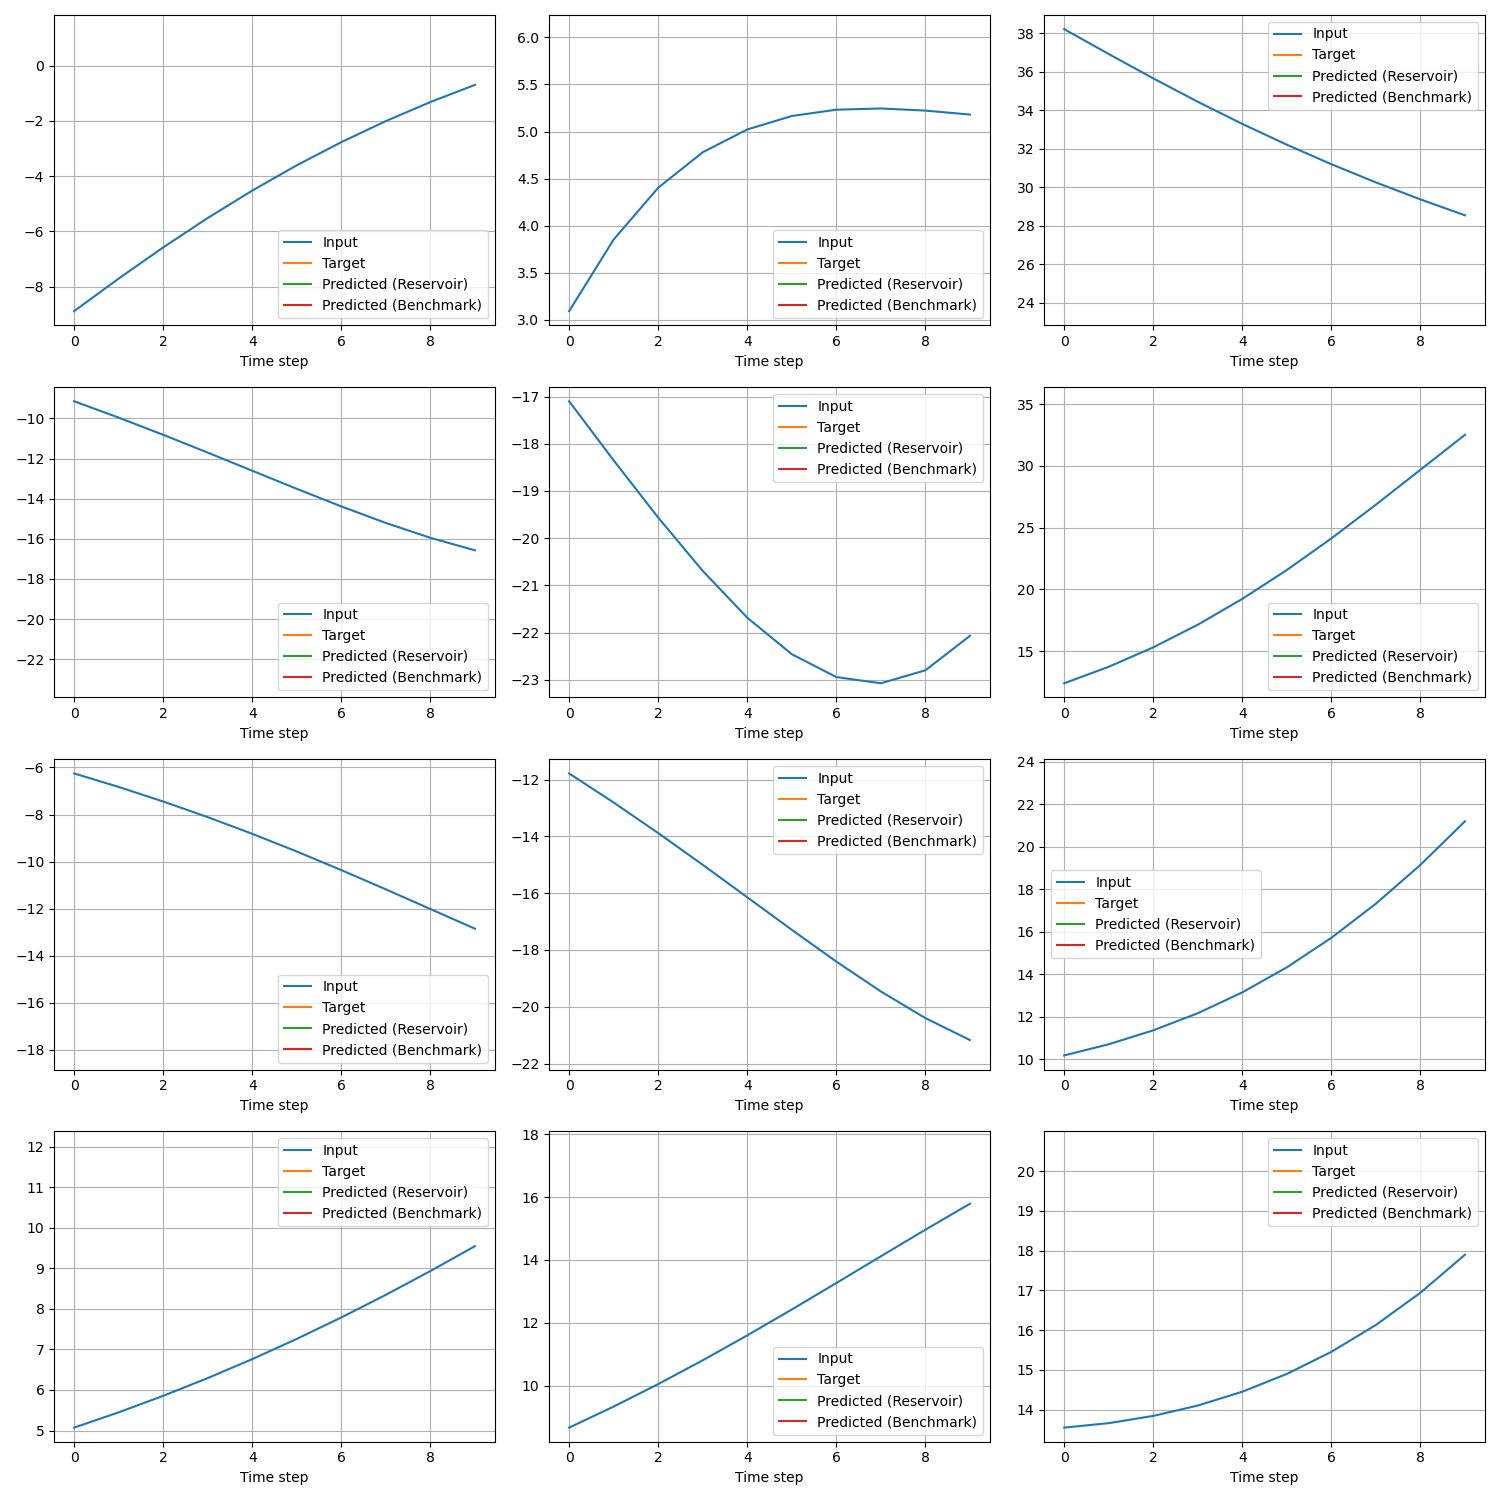 0
−2
−4
−6
−8
0 2 4 6 8
Time step
Input
Target
Predicted (Reservoir)
Predicted (Benchmark)
6.0
5.5
5.0
4.5
4.0
3.5
3.0
0 2 4 6 8
Time step
Input
Target
Predicted (Reservoir)
Predicted (Benchmark)
38
36
34
32
30
28
26
24
0 2 4 6 8
Time step
Input
Target
Predicted (Reservoir)
Predicted (Benchmark)
−10
−12
−14
−16
−18
−20
−22
0 2 4 6 8
Time step
Input
Target
Predicted (Reservoir)
Predicted (Benchmark)
−17
−18
−19
−20
−21
−22
−23
0 2 4 6 8
Time step
Input
Target
Predicted (Reservoir)
Predicted (Benchmark)
35
30
25
20
15
0 2 4 6 8
Time step
Input
Target
Predicted (Reservoir)
Predicted (Benchmark)
−6
−8
−10
−12
−14
−16
−18
0 2 4 6 8
Time step
Input
Target
Predicted (Reservoir)
Predicted (Benchmark)
−12
−14
−16
−18
−20
−22
0 2 4 6 8
Time step
Input
Target
Predicted (Reservoir)
Predicted (Benchmark)
24
22
20
18
16
14
12
10
0 2 4 6 8
Time step
Input
Target
Predicted (Reservoir)
Predicted (Benchmark)
12
11
10
9
8
7
6
5
0 2 4 6 8
Time step
Input
Target
Predicted (Reservoir)
Predicted (Benchmark)
18
16
14
12
10
0 2 4 6 8
Time step
Input
Target
Predicted (Reservoir)
Predicted (Benchmark)
20
19
18
17
16
15
14
0 2 4 6 8
Time step
Input
Target
Predicted (Reservoir)
Predicted (Benchmark)